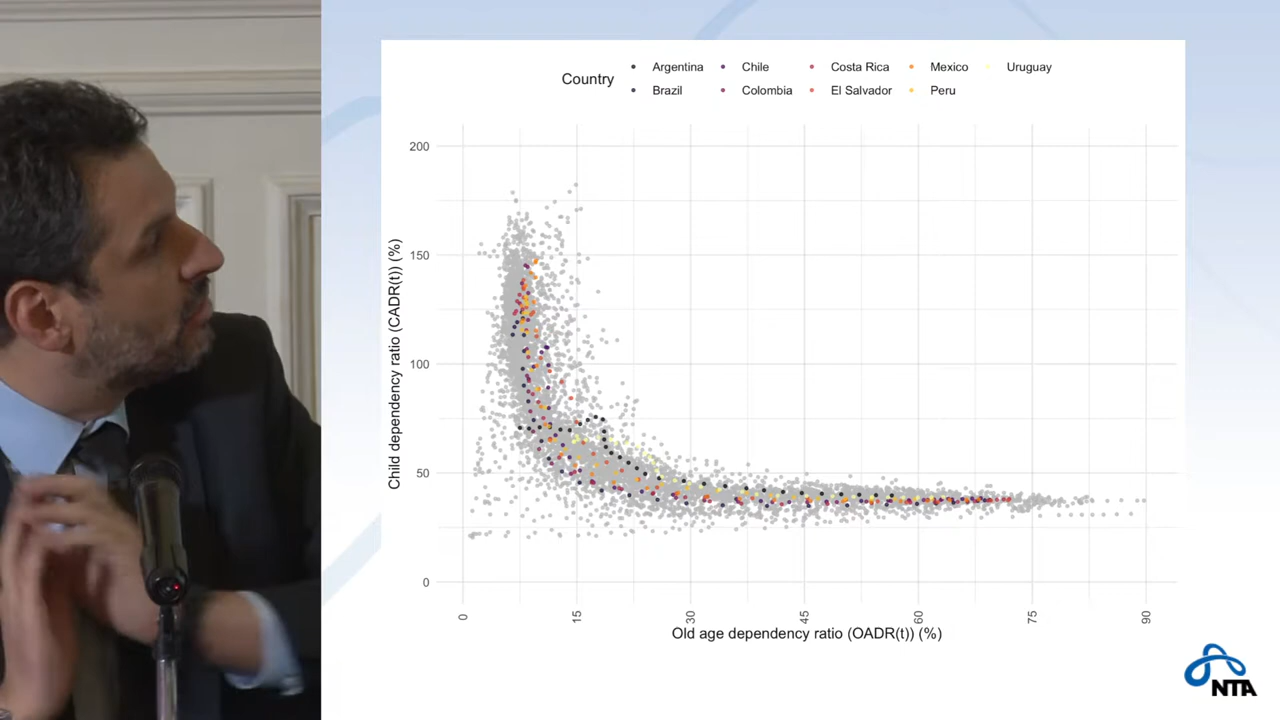 Country
Argentina
Chile
Costa Rica
Mexico
Uruguay
Brazil
Colombia
El Salvador
Peru
Child dependency ratio (CADR(t)) (%)
200
150
100
50
0
0
15
30
45
60
75
90
Old age dependency ratio (OADR(t)) (%)
NTA